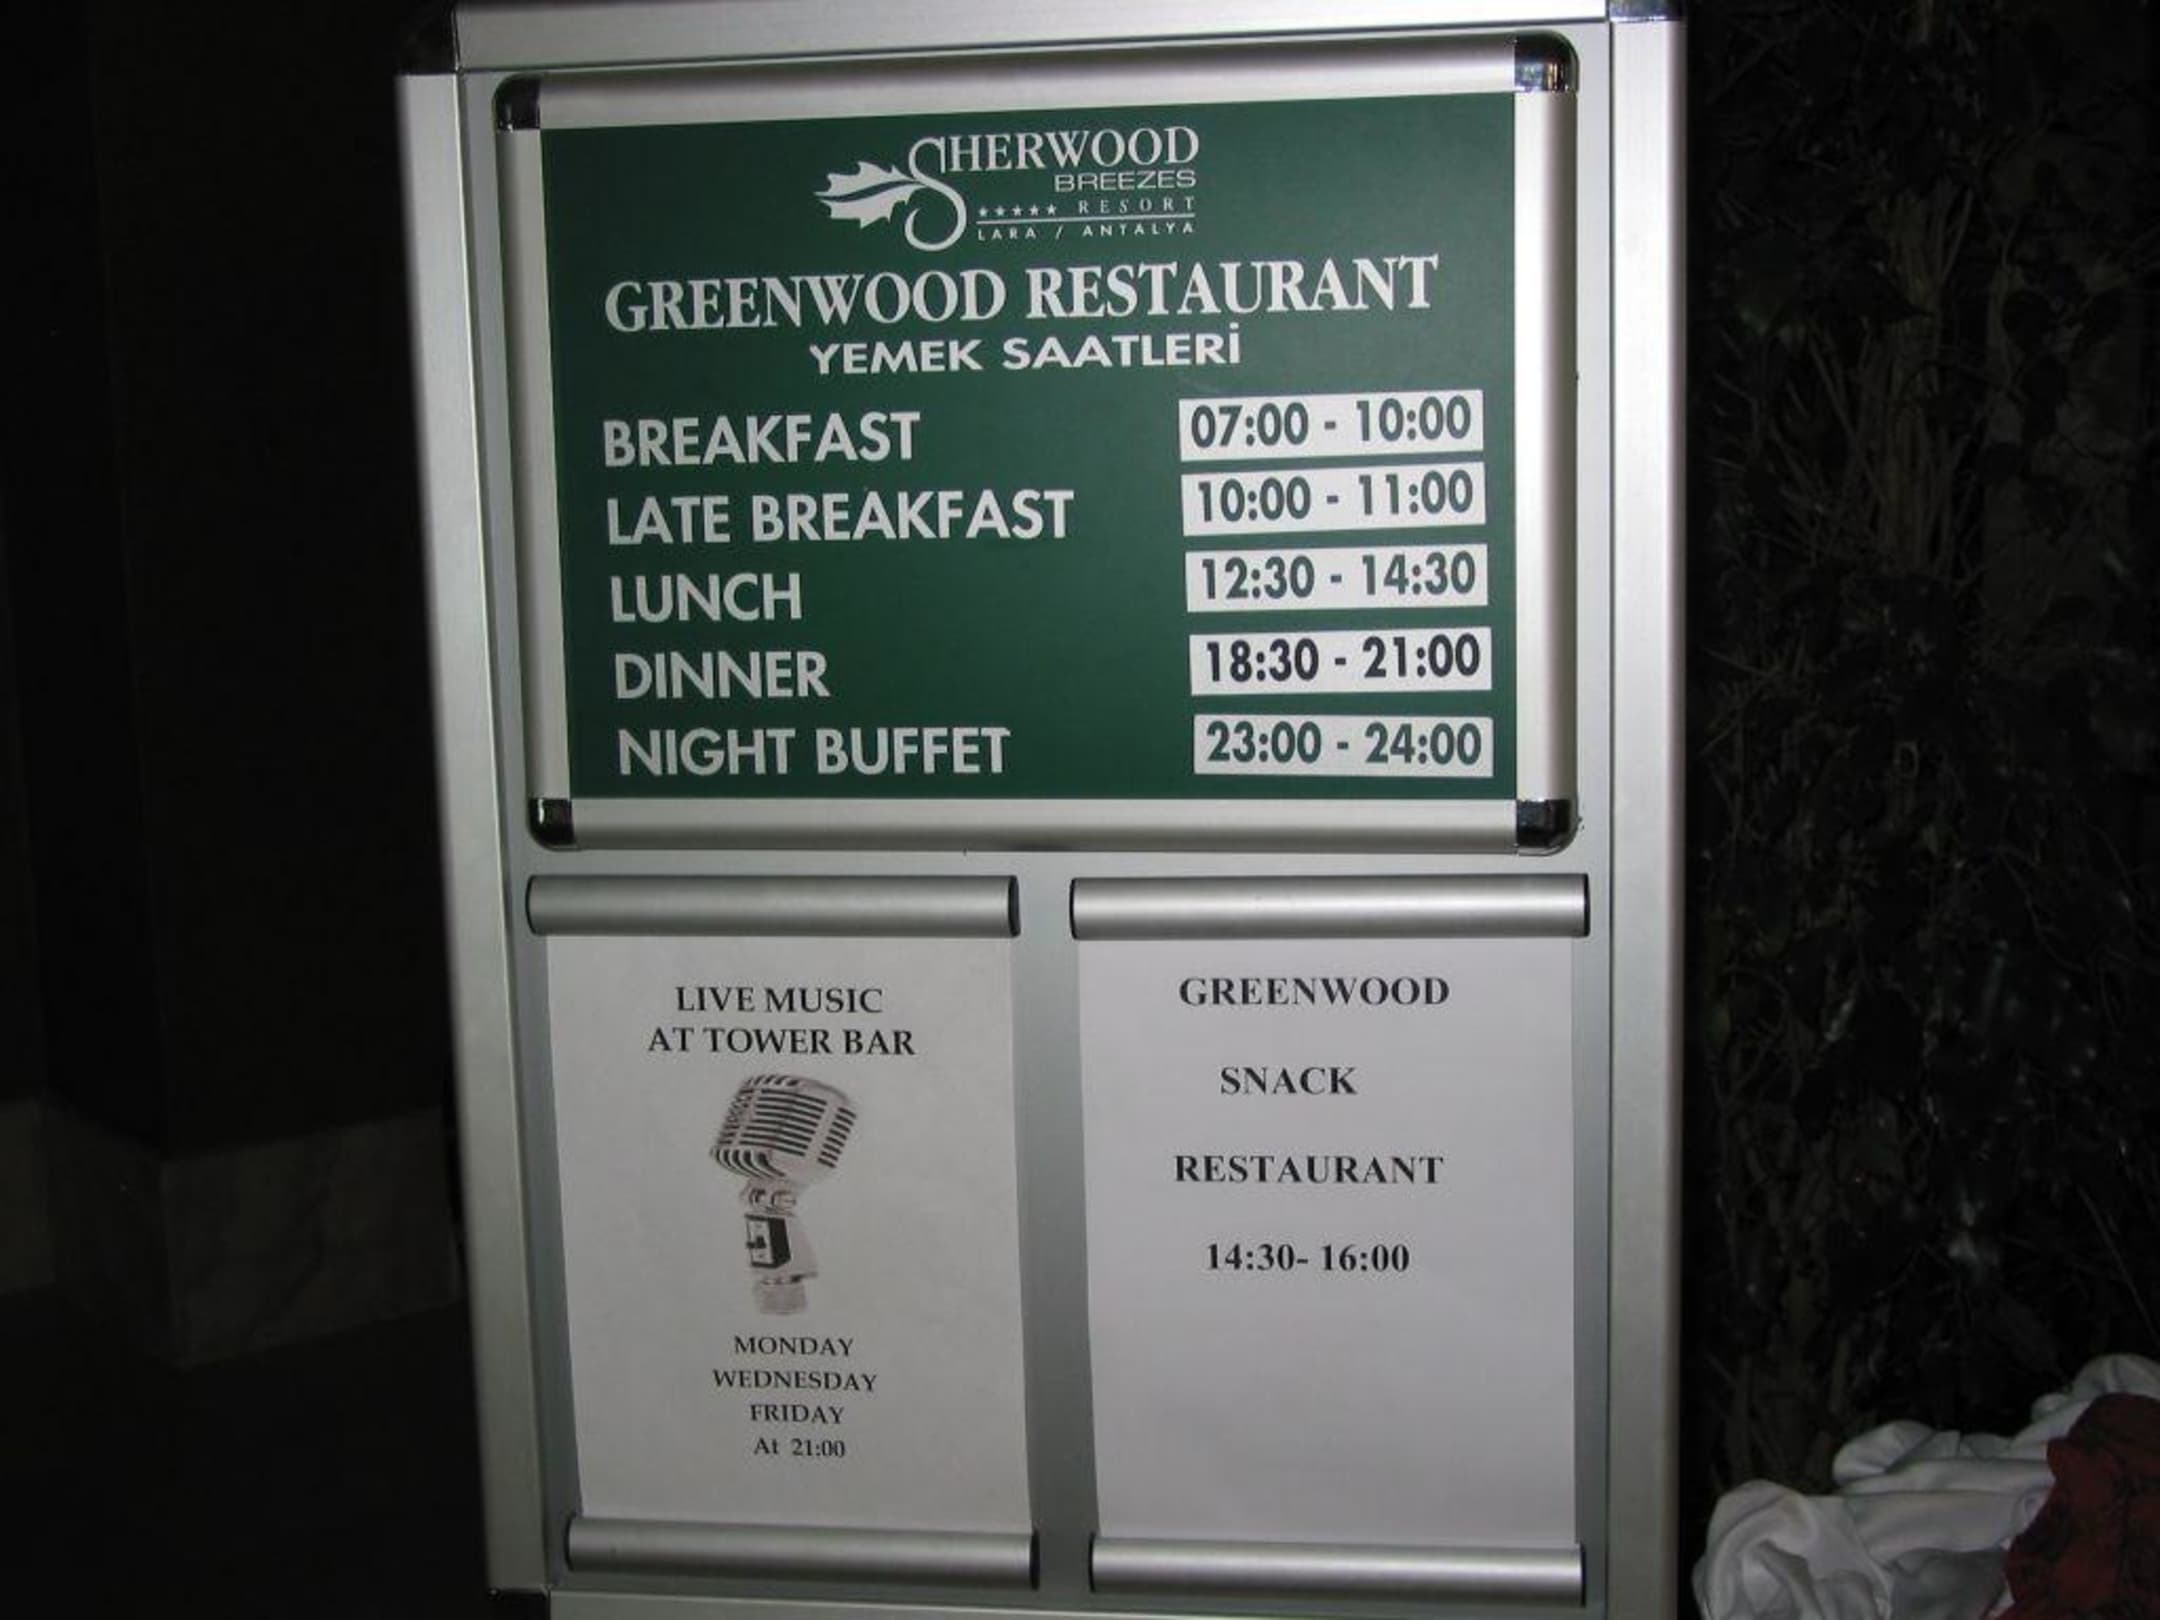 SHERWOOD
BREEZES
★★★★★ RESORT
LARA / ANTALYA
GREENWOOD RESTAURANT
YEMEK SAATLERİ
BREAKFAST 07:00 - 10:00
LATE BREAKFAST 10:00 - 11:00
LUNCH 12:30 - 14:30
DINNER 18:30 - 21:00
NIGHT BUFFET 23:00 - 24:00
LIVE MUSIC
AT TOWER BAR
MONDAY
WEDNESDAY
FRIDAY
At 21:00
GREENWOOD
SNACK
RESTAURANT
14:30- 16:00